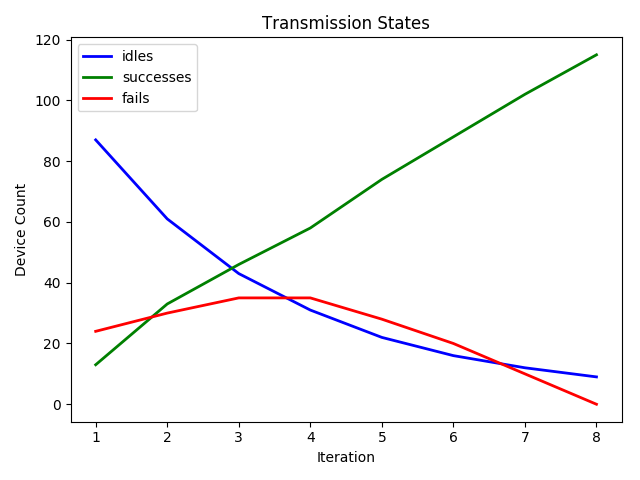 Transmission States
idles
successes
fails
Device Count
120
100
80
60
40
20
0
1 2 3 4 5 6 7 8
Iteration